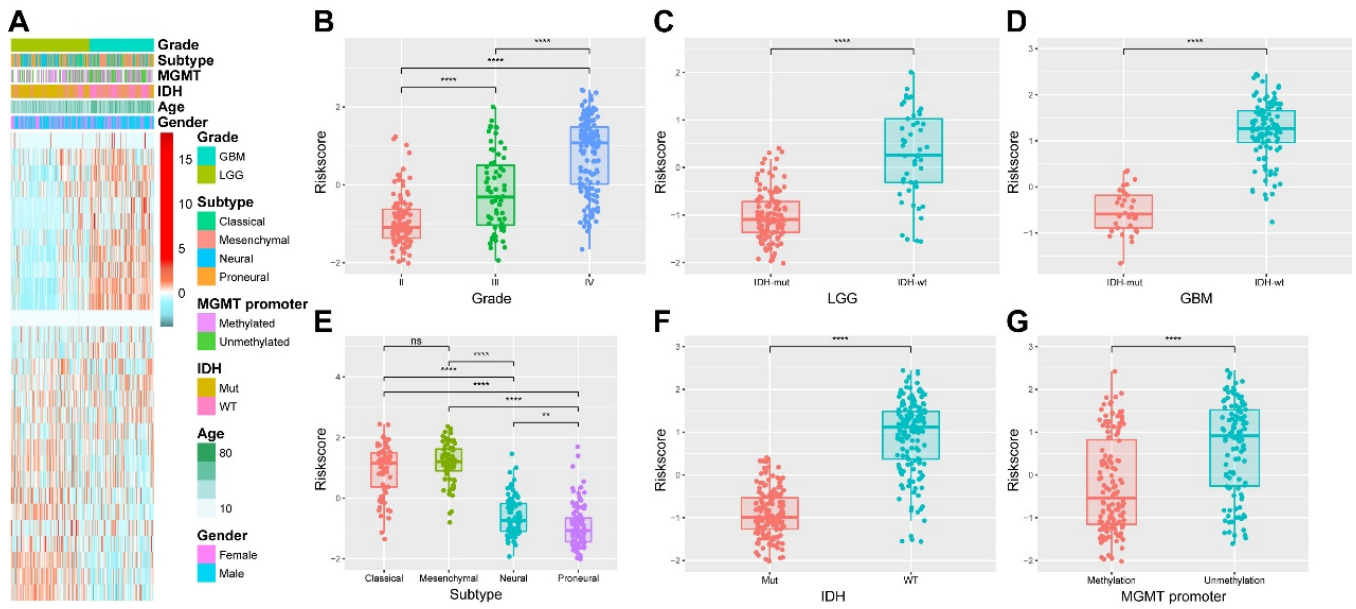 A
Grade
Subtype
MGMT
IDH
Age
Gender
15
10
5
0
Grade
GBM
LGG
Subtype
Classical
Mesenchymal
Neural
Proneural
MGMT promoter
Methylated
Unmethylated
IDH
Mut
WT
Age
80
10
Gender
Female
Male
B
****
****
****
2
0
−2
Riskscore
II
III
IV
Grade
C
****
2
1
0
−1
−2
Riskscore
IDH-mut
IDH-wt
LGG
D
****
3
2
1
0
−1
Riskscore
IDH-mut
IDH-wt
GBM
E
ns
****
****
****
****
**
4
2
0
−2
Riskscore
Classical
Mesenchymal
Neural
Proneural
Subtype
F
****
3
2
1
0
−1
−2
Riskscore
Mut
WT
IDH
G
****
3
2
1
0
−1
−2
Riskscore
Methylation
Unmethylation
MGMT promoter